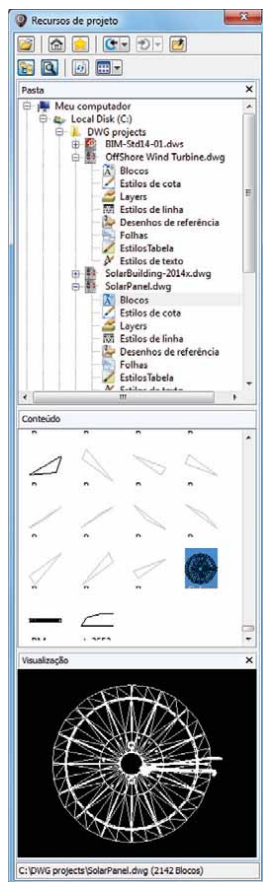 Recursos de projeto
Pasta
Meu computador
Local Disk (C:)
DWG projects
BIM-Std14-01.dws
OffShore Wind Turbine.dwg
Blocos
Estilos de cota
Layers
Estilos de linha
Desenhos de referência
Folhas
EstilosTabela
Estilos de texto
SolarBuilding-2014x.dwg
SolarPanel.dwg
Blocos
Estilos de cota
Layers
Estilos de linha
Desenhos de referência
Folhas
EstilosTabela
Estilos de texto
Conteúdo
Visualização
C:\DWG projects\SolarPanel.dwg (2142 Blocos)